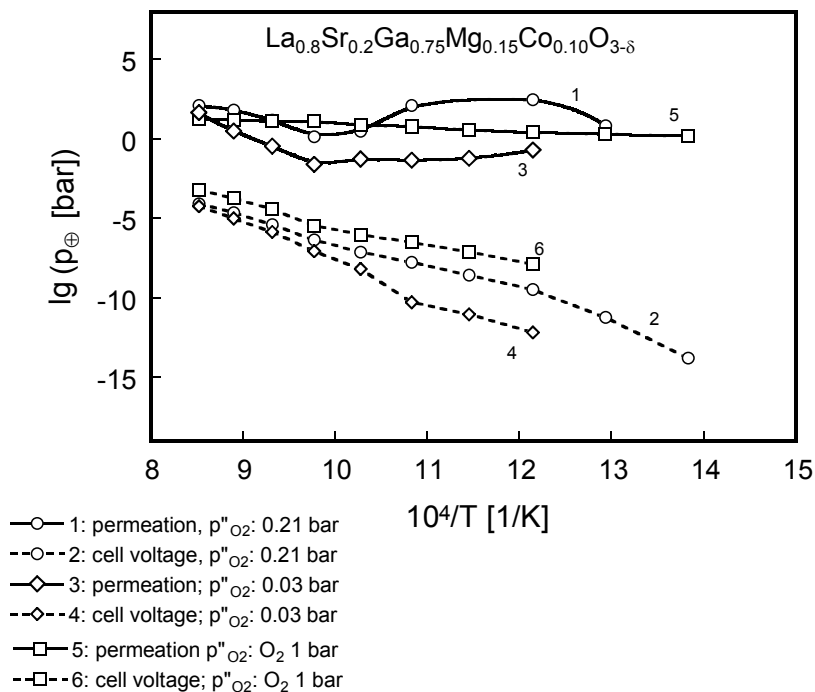 La0.8Sr0.2Ga0.75Mg0.15Co0.10O3-δ
5
0
-5
-10
-15
lg (p⊕ [bar])
1
5
3
6
2
4
8 9 10 11 12 13 14 15
10⁴/T [1/K]
1: permeation, p"O2: 0.21 bar
2: cell voltage, p"O2: 0.21 bar
3: permeation; p"O2: 0.03 bar
4: cell voltage; p"O2: 0.03 bar
5: permeation p"O2: O2 1 bar
6: cell voltage; p"O2: O2 1 bar